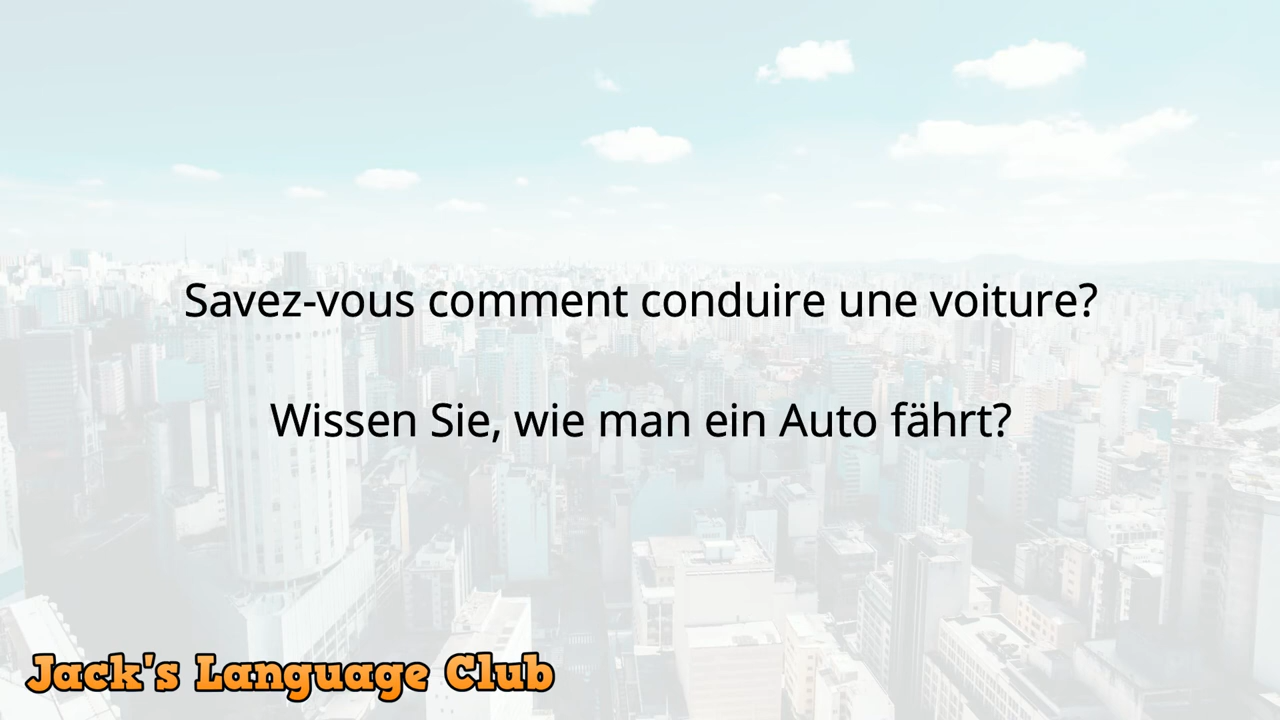 Savez-vous comment conduire une voiture?
Wissen Sie, wie man ein Auto fährt?
Jack's Language Club